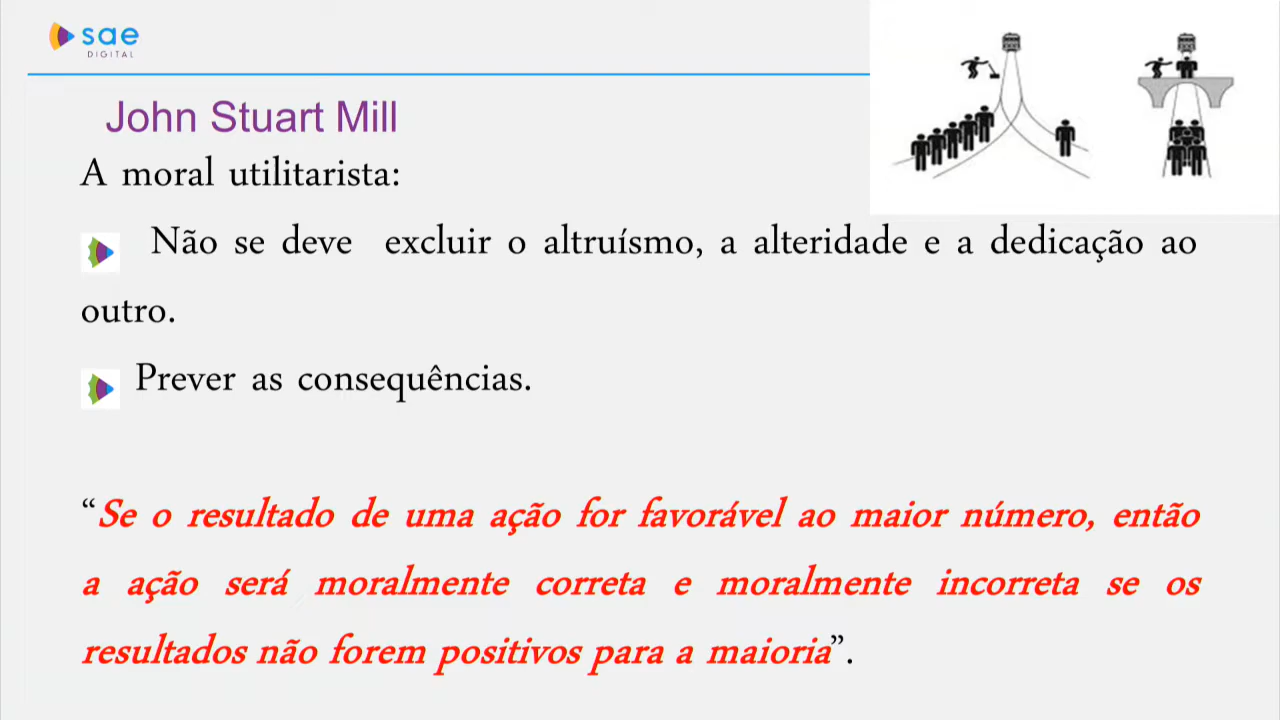 sae
DIGITAL
John Stuart Mill
A moral utilitarista:
Não se deve excluir o altruísmo, a alteridade e a dedicação ao
outro.
Prever as consequências.
“Se o resultado de uma ação for favorável ao maior número, então
a ação será moralmente correta e moralmente incorreta se os
resultados não forem positivos para a maioria”.